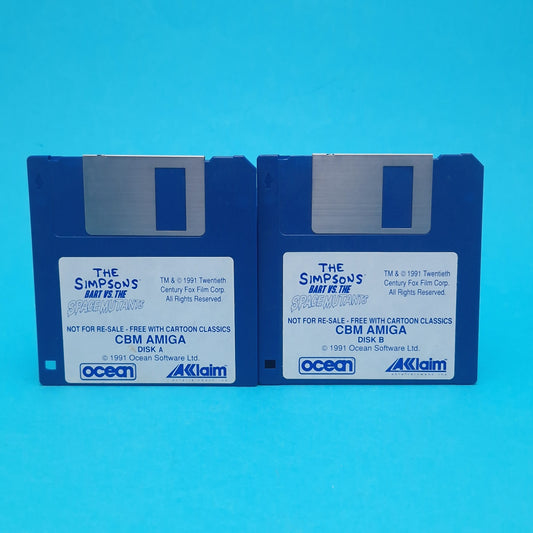 THE
SIMPSONS
BART VS. THE
SPACE MUTANTS
TM & © 1991 Twentieth
Century Fox Film Corp.
All Rights Reserved.
NOT FOR RE-SALE - FREE WITH CARTOON CLASSICS
CBM AMIGA
DISK A
© 1991 Ocean Software Ltd.
ocean
AKKlaim
THE
SIMPSONS
BART VS. THE
SPACE MUTANTS
TM & © 1991 Twentieth
Century Fox Film Corp.
All Rights Reserved.
NOT FOR RE-SALE - FREE WITH CARTOON CLASSICS
CBM AMIGA
DISK B
© 1991 Ocean Software Ltd.
ocean
AKKlaim